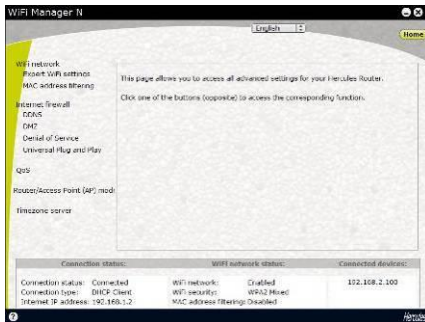 WiFi Manager N
English
Home
WiFi network
Expert WiFi settings
MAC address filtering
Internet firewall
DDNS
DMZ
Denial of Service
Universal Plug and Play
QoS
Router/Access Point (AP) mode
Timezone server
This page allows you to access all advanced settings for your Hercules Router.
Click one of the buttons (opposite) to access the corresponding function.
Connection status: WiFi network status: Connected devices:
Connection status: Connected WiFi network: Enabled 192.168.2.100
Connection type: DHCP Client WiFi security: WPA2 Mixed
Internet IP address: 192.168.1.2 MAC address filtering: Disabled
? Hercules